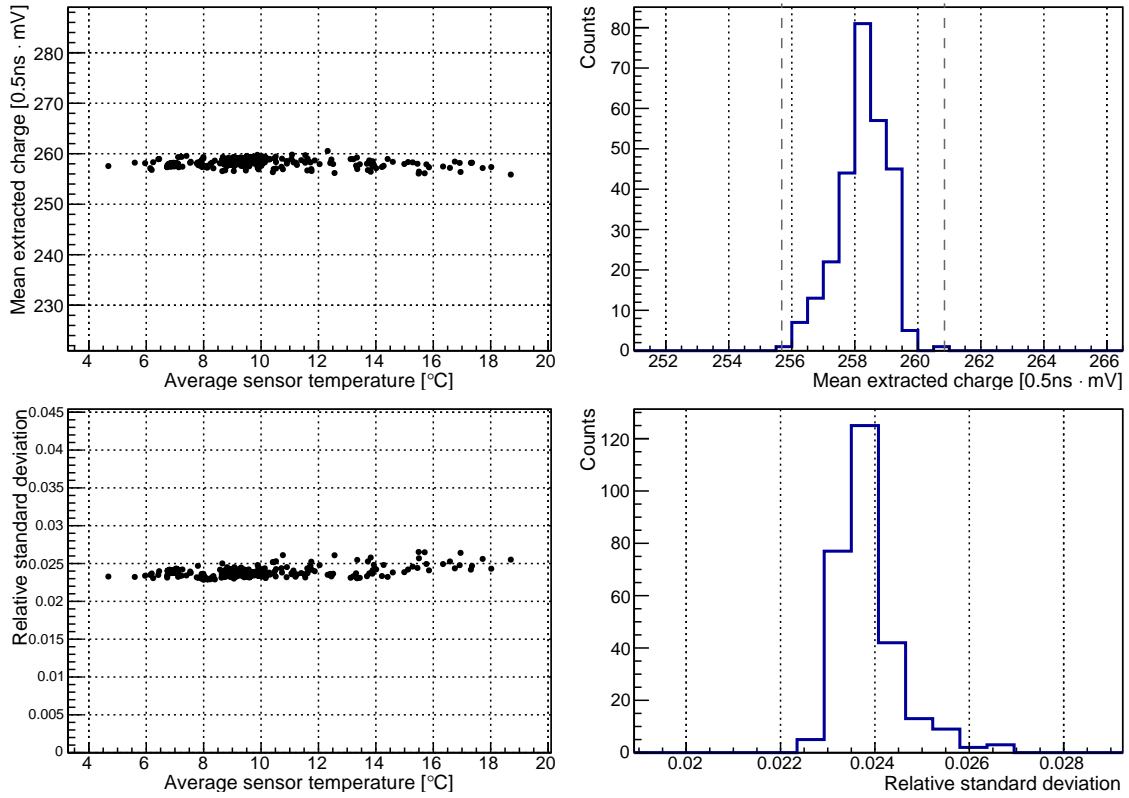 Mean extracted charge [0.5ns · mV]
280
270
260
250
240
230
4 6 8 10 12 14 16 18 20
Average sensor temperature [°C]
Counts
80
70
60
50
40
30
20
10
0
252 254 256 258 260 262 264 266
Mean extracted charge [0.5ns · mV]
Relative standard deviation
0.045
0.04
0.035
0.03
0.025
0.02
0.015
0.01
0.005
0
4 6 8 10 12 14 16 18 20
Average sensor temperature [°C]
Counts
120
100
80
60
40
20
0
0.02 0.022 0.024 0.026 0.028
Relative standard deviation